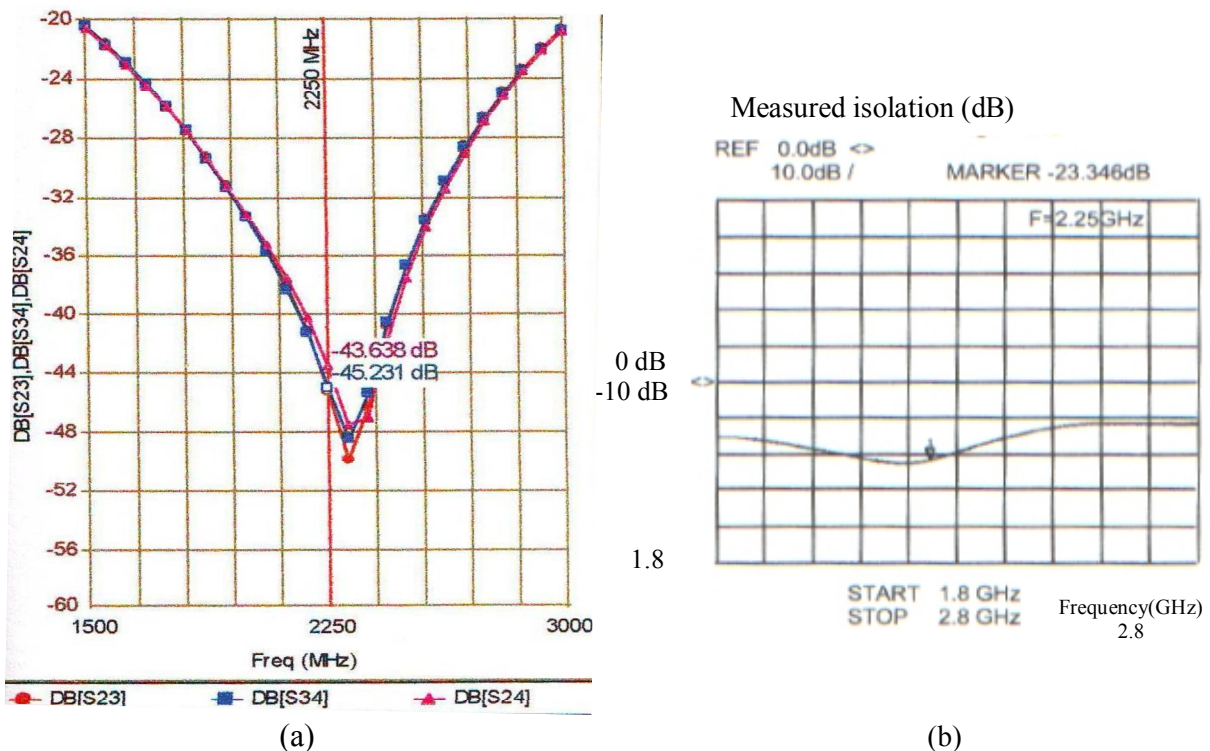 -20
-24
-28
-32
-36
-40
-44
-48
-52
-56
-60
DB[S23],DB[S34],DB[S24]
2250 MHz
-43.638 dB
-45.231 dB
1500 2250 3000
Freq (MHz)
DB[S23] DB[S34] DB[S24]
(a)
Measured isolation (dB)
REF 0.0dB <>
10.0dB / MARKER -23.346dB
F=2.25GHz
0 dB
-10 dB <>
1.8
START 1.8 GHz
STOP 2.8 GHz
Frequency(GHz)
2.8
(b)